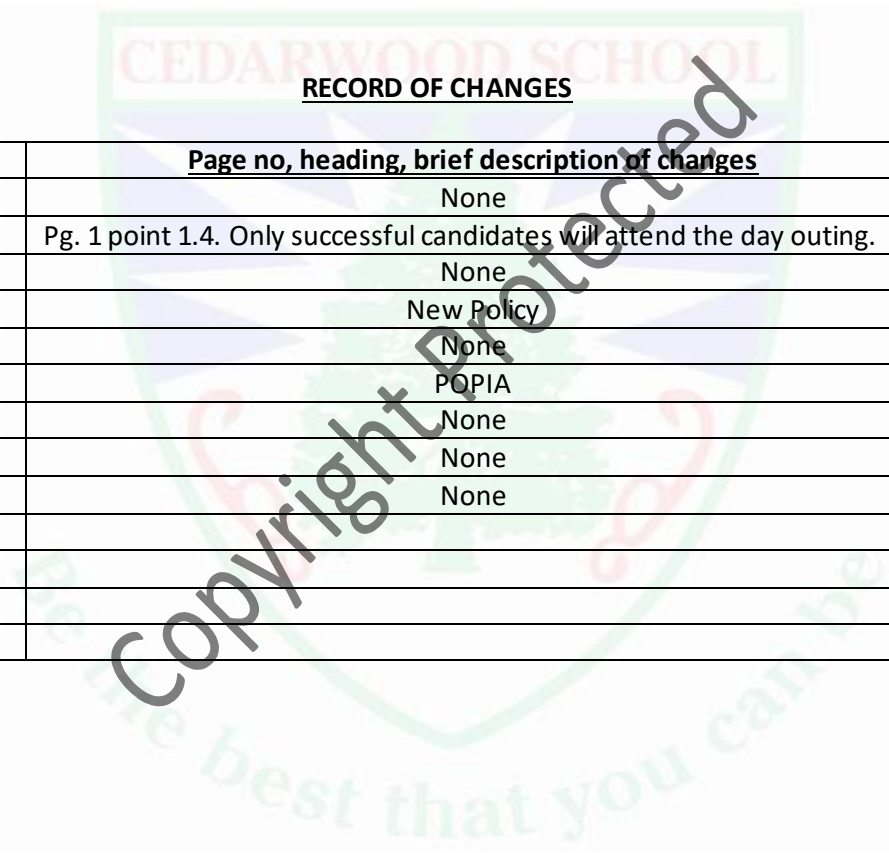 CEDARWOOD SCHOOL
RECORD OF CHANGES
Page no, heading, brief description of changes
None
Pg. 1 point 1.4. Only successful candidates will attend the day outing.
None
New Policy
None
POPIA
None
None
None
Copyright Protected
Be the best that you can be